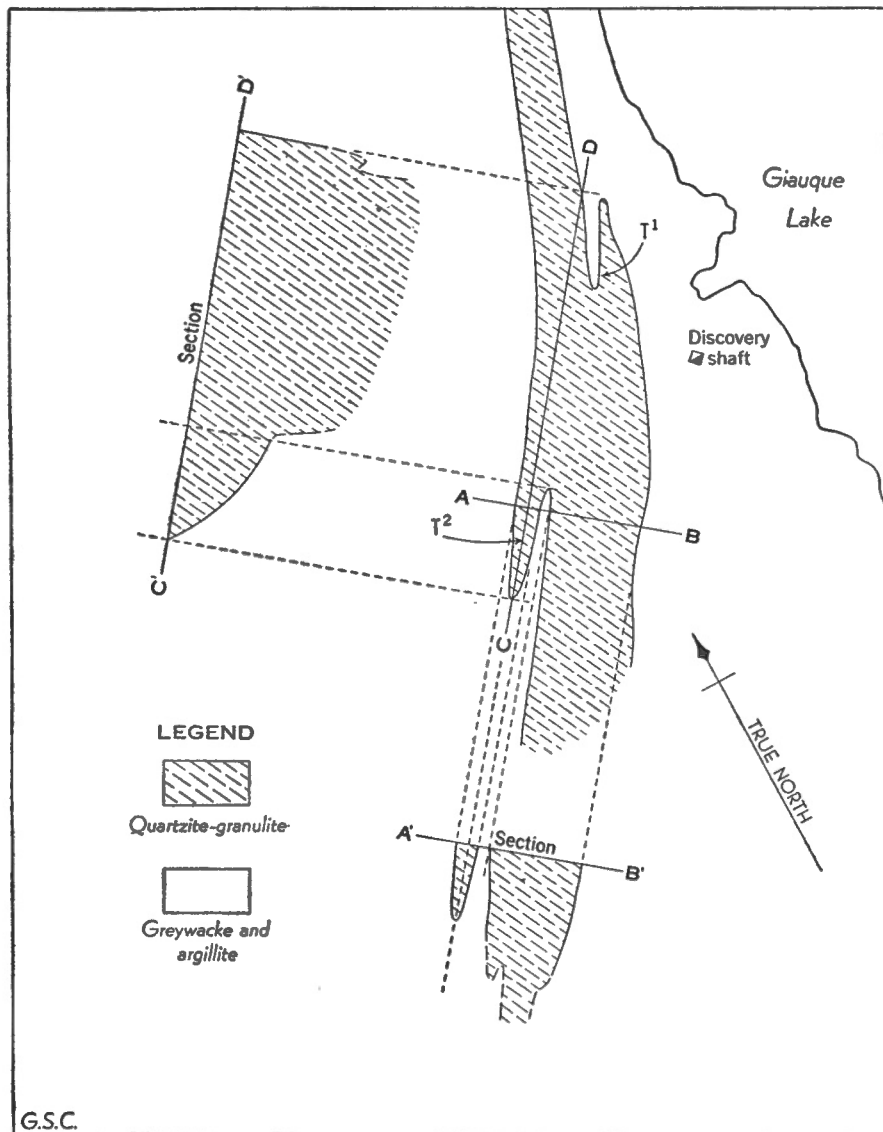 D'
D
Giauque
Lake
T1
Section
Discovery
shaft
A
B
T2
C'
C
LEGEND
TRUE NORTH
Quartzite-granulite
A'
Section
B'
Greywacke and
argillite
G.S.C.